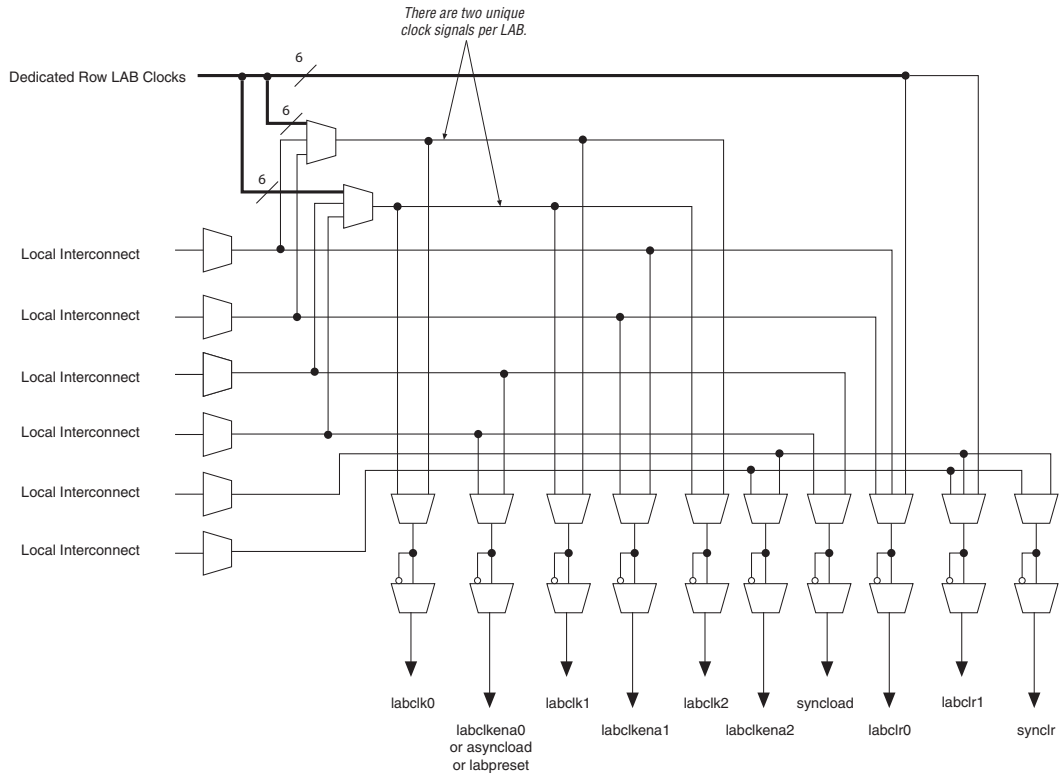 There are two unique
clock signals per LAB.
6
Dedicated Row LAB Clocks
6
6
Local Interconnect
Local Interconnect
Local Interconnect
Local Interconnect
Local Interconnect
Local Interconnect
labclk0
labclk1
labclk2
syncload
labclr1
labclkena0
or asyncload
or labpreset
labclkena1
labclkena2
labclr0
synclr